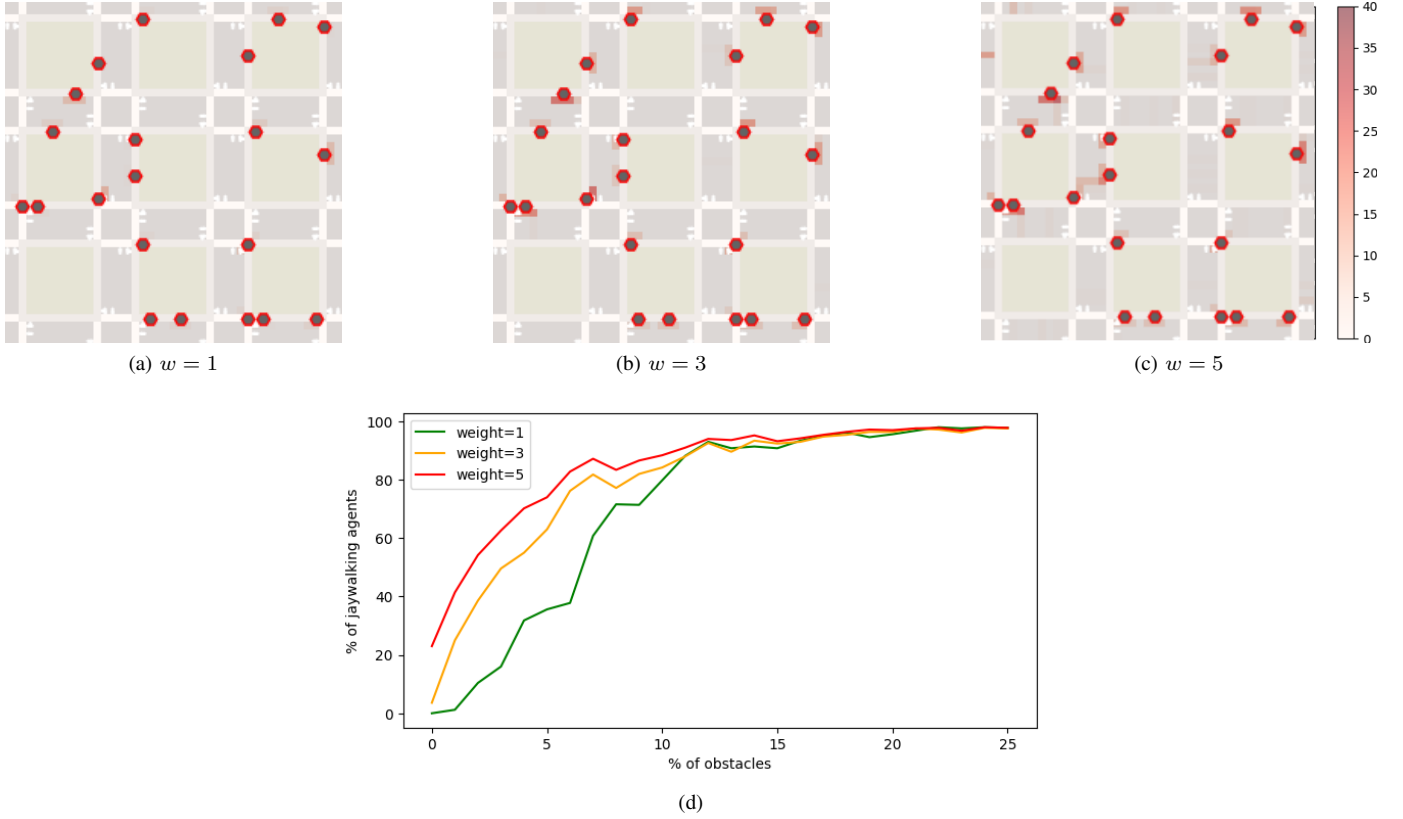 40
35
30
25
20
15
10
5
0
(a) w = 1
(b) w = 3
(c) w = 5
100
80
60
40
20
0
% of jaywalking agents
weight=1
weight=3
weight=5
0 5 10 15 20 25
% of obstacles
(d)